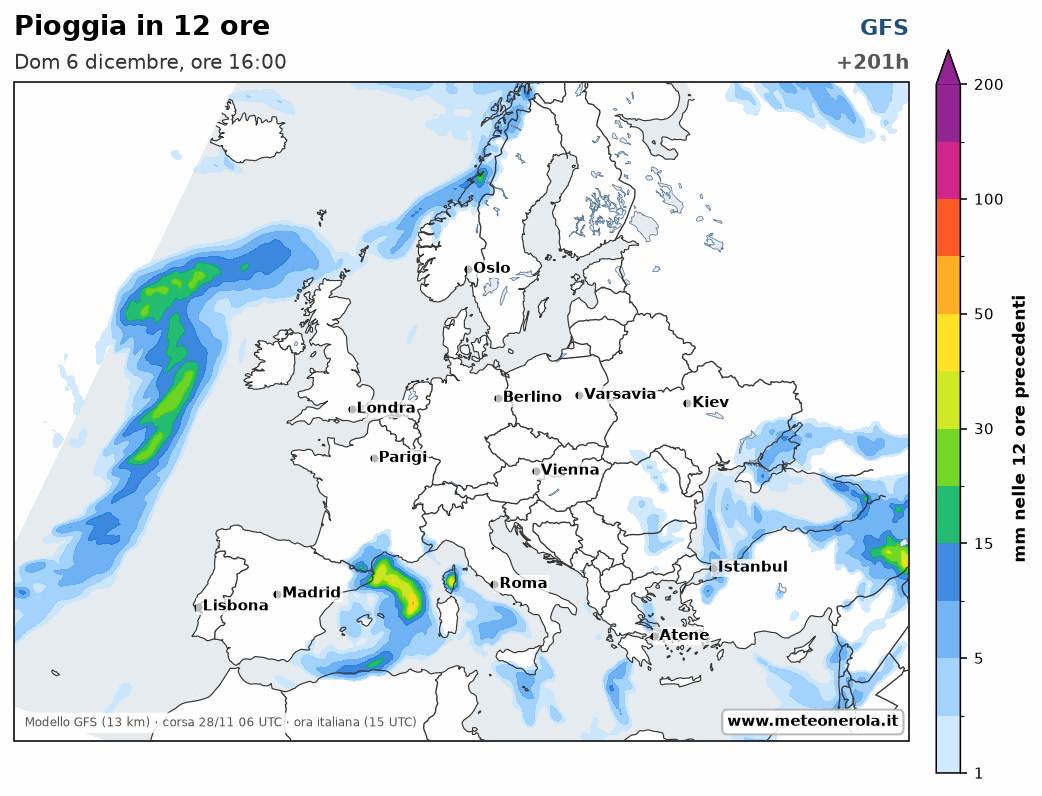 Pioggia in 12 ore
GFS
Dom 6 dicembre, ore 16:00
+201h
200
100
50
30
15
5
1
mm nelle 12 ore precedenti
Oslo
Londra
Berlino
Varsavia
Kiev
Parigi
Vienna
Madrid
Lisbona
Roma
Istanbul
Atene
Modello GFS (13 km) · corsa 28/11 06 UTC · ora italiana (15 UTC)
www.meteonerola.it